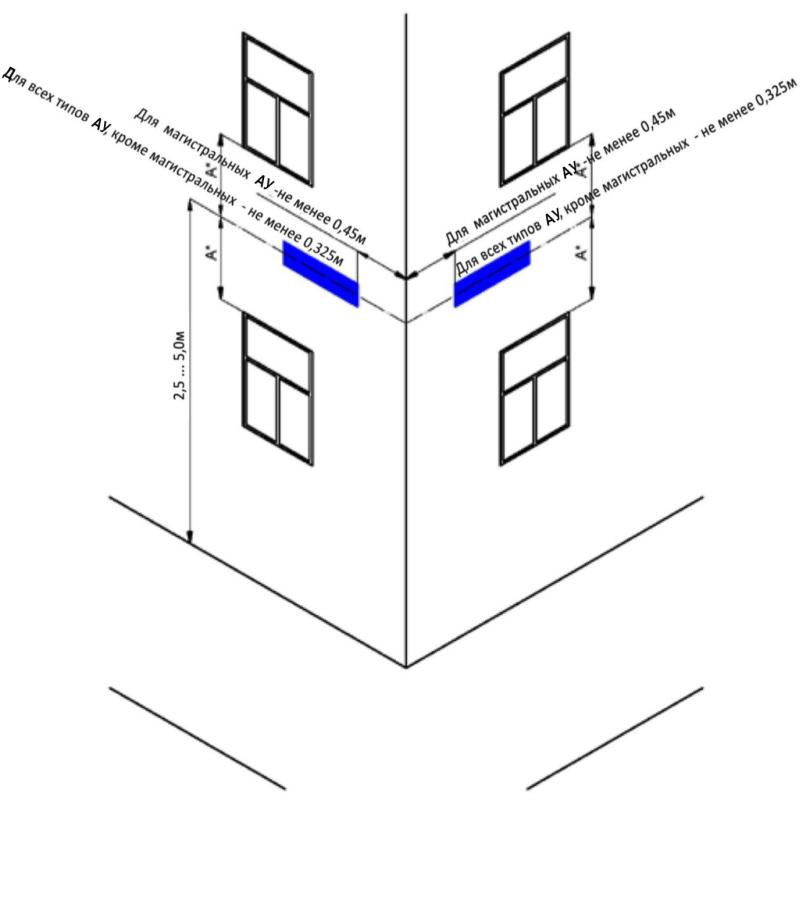 Для всех типов АУ, кроме магистральных - не менее 0,325м
Для магистральных АУ -не менее 0,45м
Для магистральных АУ -не менее 0,45м
Для всех типов АУ, кроме магистральных - не менее 0,325м
А*
А*
А*
А*
2,5 ... 5,0м